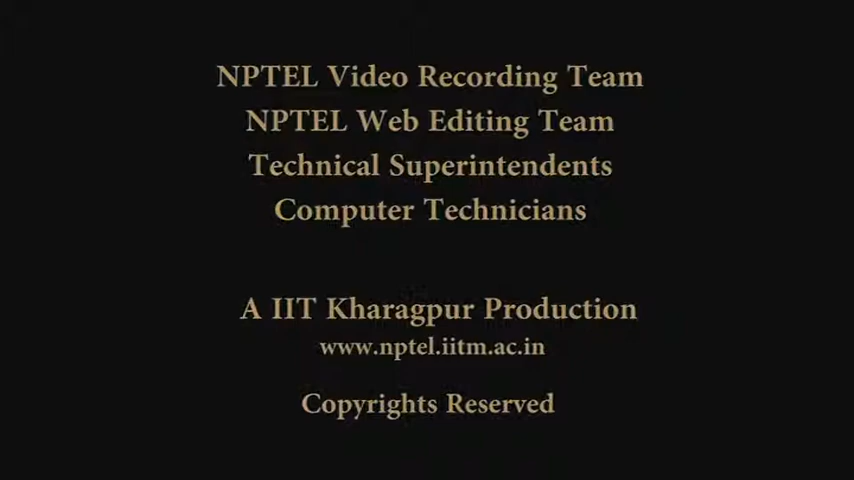 NPTEL Video Recording Team
NPTEL Web Editing Team
Technical Superintendents
Computer Technicians
A IIT Kharagpur Production
www.nptel.iitm.ac.in
Copyrights Reserved